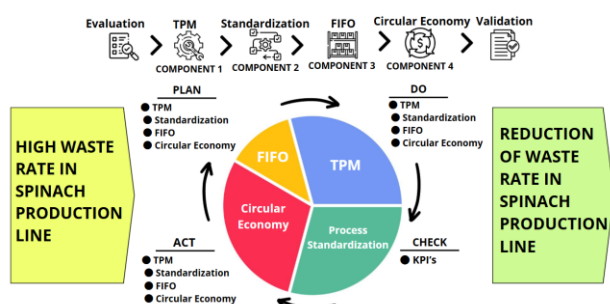 Evaluation
TPM
Standardization
FIFO
Circular Economy
Validation
COMPONENT 1
COMPONENT 2
COMPONENT 3
COMPONENT 4
HIGH WASTE
RATE IN
SPINACH
PRODUCTION
LINE
PLAN
● TPM
● Standardization
● FIFO
● Circular Economy
DO
● TPM
● Standardization
● FIFO
● Circular Economy
FIFO
TPM
Circular
Economy
Process
Standardization
ACT
● TPM
● Standardization
● FIFO
● Circular Economy
CHECK
● KPI's
REDUCTION
OF WASTE
RATE IN
SPINACH
PRODUCTION
LINE